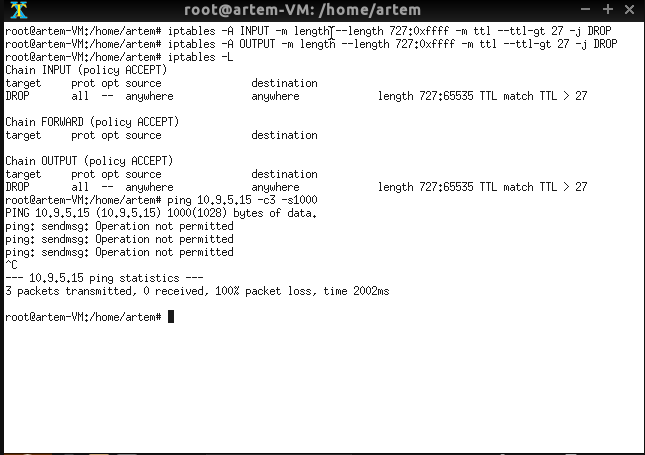 root@artem-VM: /home/artem
root@artem-VM:/home/artem# iptables -A INPUT -m length --length 727:0xffff -m ttl --ttl-gt 27 -j DROP
root@artem-VM:/home/artem# iptables -A OUTPUT -m length --length 727:0xffff -m ttl --ttl-gt 27 -j DROP
root@artem-VM:/home/artem# iptables -L
Chain INPUT (policy ACCEPT)
target     prot opt source               destination
DROP       all  --  anywhere             anywhere             length 727:65535 TTL match TTL > 27
Chain FORWARD (policy ACCEPT)
target     prot opt source               destination
Chain OUTPUT (policy ACCEPT)
target     prot opt source               destination
DROP       all  --  anywhere             anywhere             length 727:65535 TTL match TTL > 27
root@artem-VM:/home/artem# ping 10.9.5.15 -c3 -s1000
PING 10.9.5.15 (10.9.5.15) 1000(1028) bytes of data.
ping: sendmsg: Operation not permitted
ping: sendmsg: Operation not permitted
ping: sendmsg: Operation not permitted
^C
--- 10.9.5.15 ping statistics ---
3 packets transmitted, 0 received, 100% packet loss, time 2002ms
root@artem-VM:/home/artem#